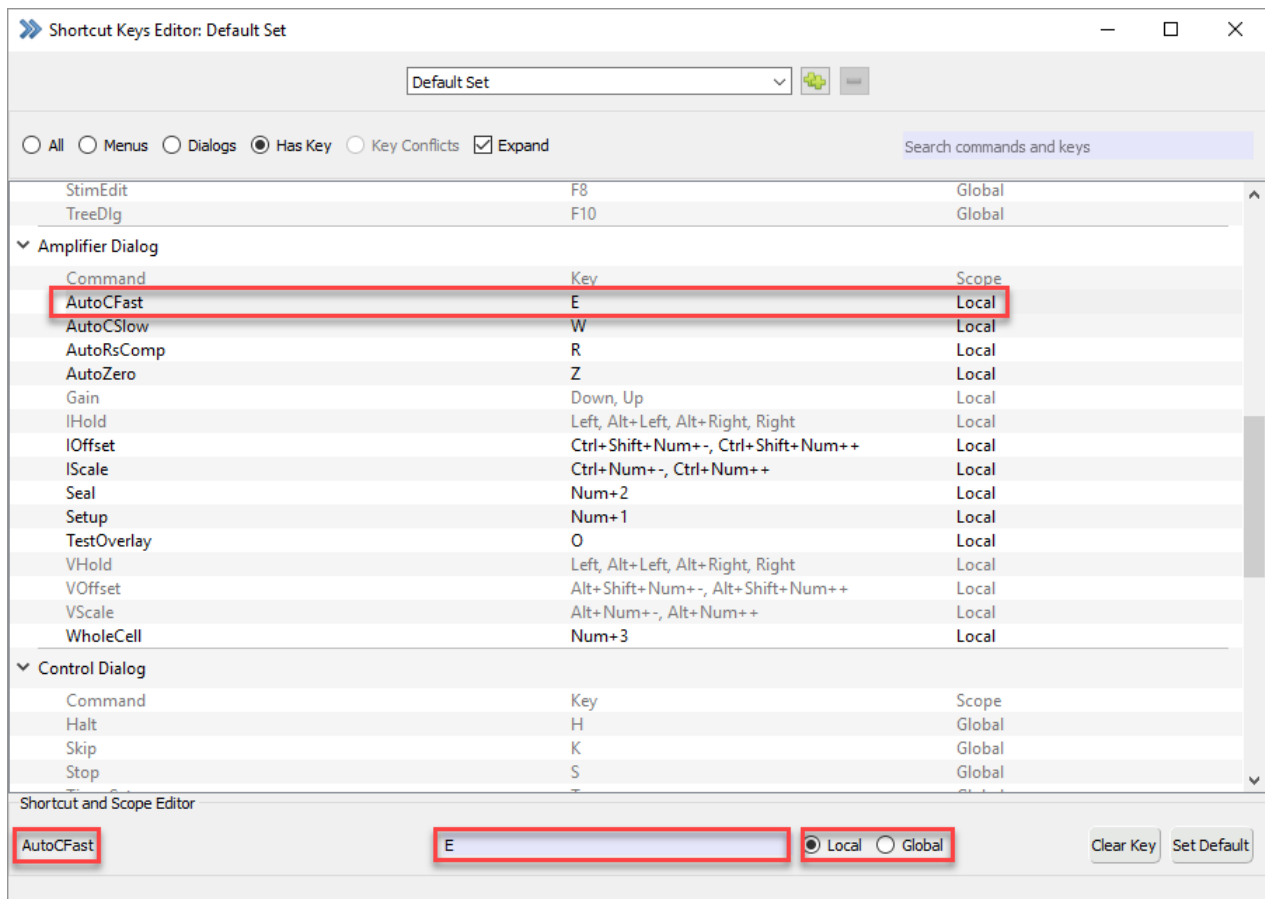 Shortcut Keys Editor: Default Set
Default Set
All Menus Dialogs Has Key Key Conflicts Expand Search commands and keys
StimEdit F8 Global
TreeDlg F10 Global
Amplifier Dialog
Command Key Scope
AutoCFast E Local
AutoCSlow W Local
AutoRsComp R Local
AutoZero Z Local
Gain Down, Up Local
IHold Left, Alt+Left, Alt+Right, Right Local
IOffset Ctrl+Shift+Num+-, Ctrl+Shift+Num++ Local
IScale Ctrl+Num+-, Ctrl+Num++ Local
Seal Num+2 Local
Setup Num+1 Local
TestOverlay O Local
VHold Left, Alt+Left, Alt+Right, Right Local
VOffset Alt+Shift+Num+-, Alt+Shift+Num++ Local
VScale Alt+Num+-, Alt+Num++ Local
WholeCell Num+3 Local
Control Dialog
Command Key Scope
Halt H Global
Skip K Global
Stop S Global
Shortcut and Scope Editor
AutoCFast E Local Global Clear Key Set Default